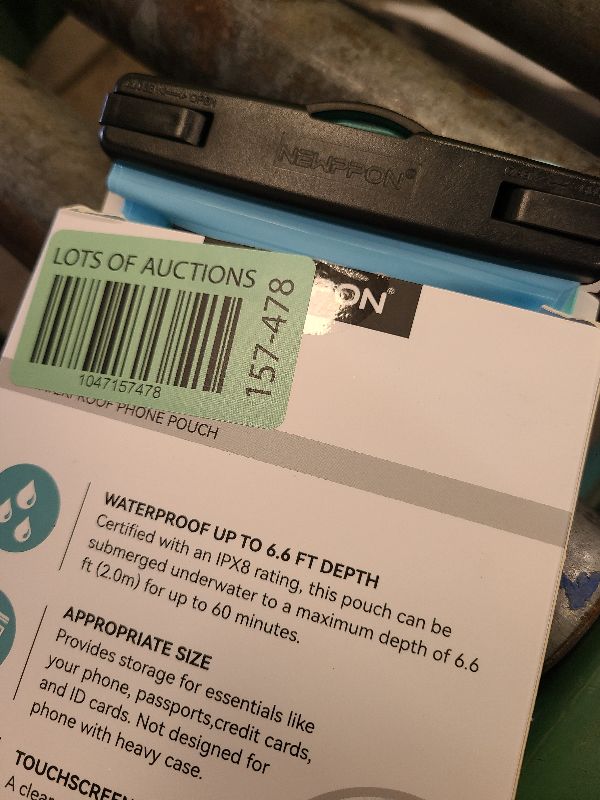 OPEN
NEWPPON®
LOTS OF AUCTIONS
1047157478
157-478
ON®
PHONE POUCH
WATERPROOF UP TO 6.6 FT DEPTH
Certified with an IPX8 rating, this pouch can be
submerged underwater to a maximum depth of 6.6
ft (2.0m) for up to 60 minutes.
APPROPRIATE SIZE
Provides storage for essentials like
your phone, passports,credit cards,
and ID cards. Not designed for
phone with heavy case.
TOUCHSCREEN
A clear